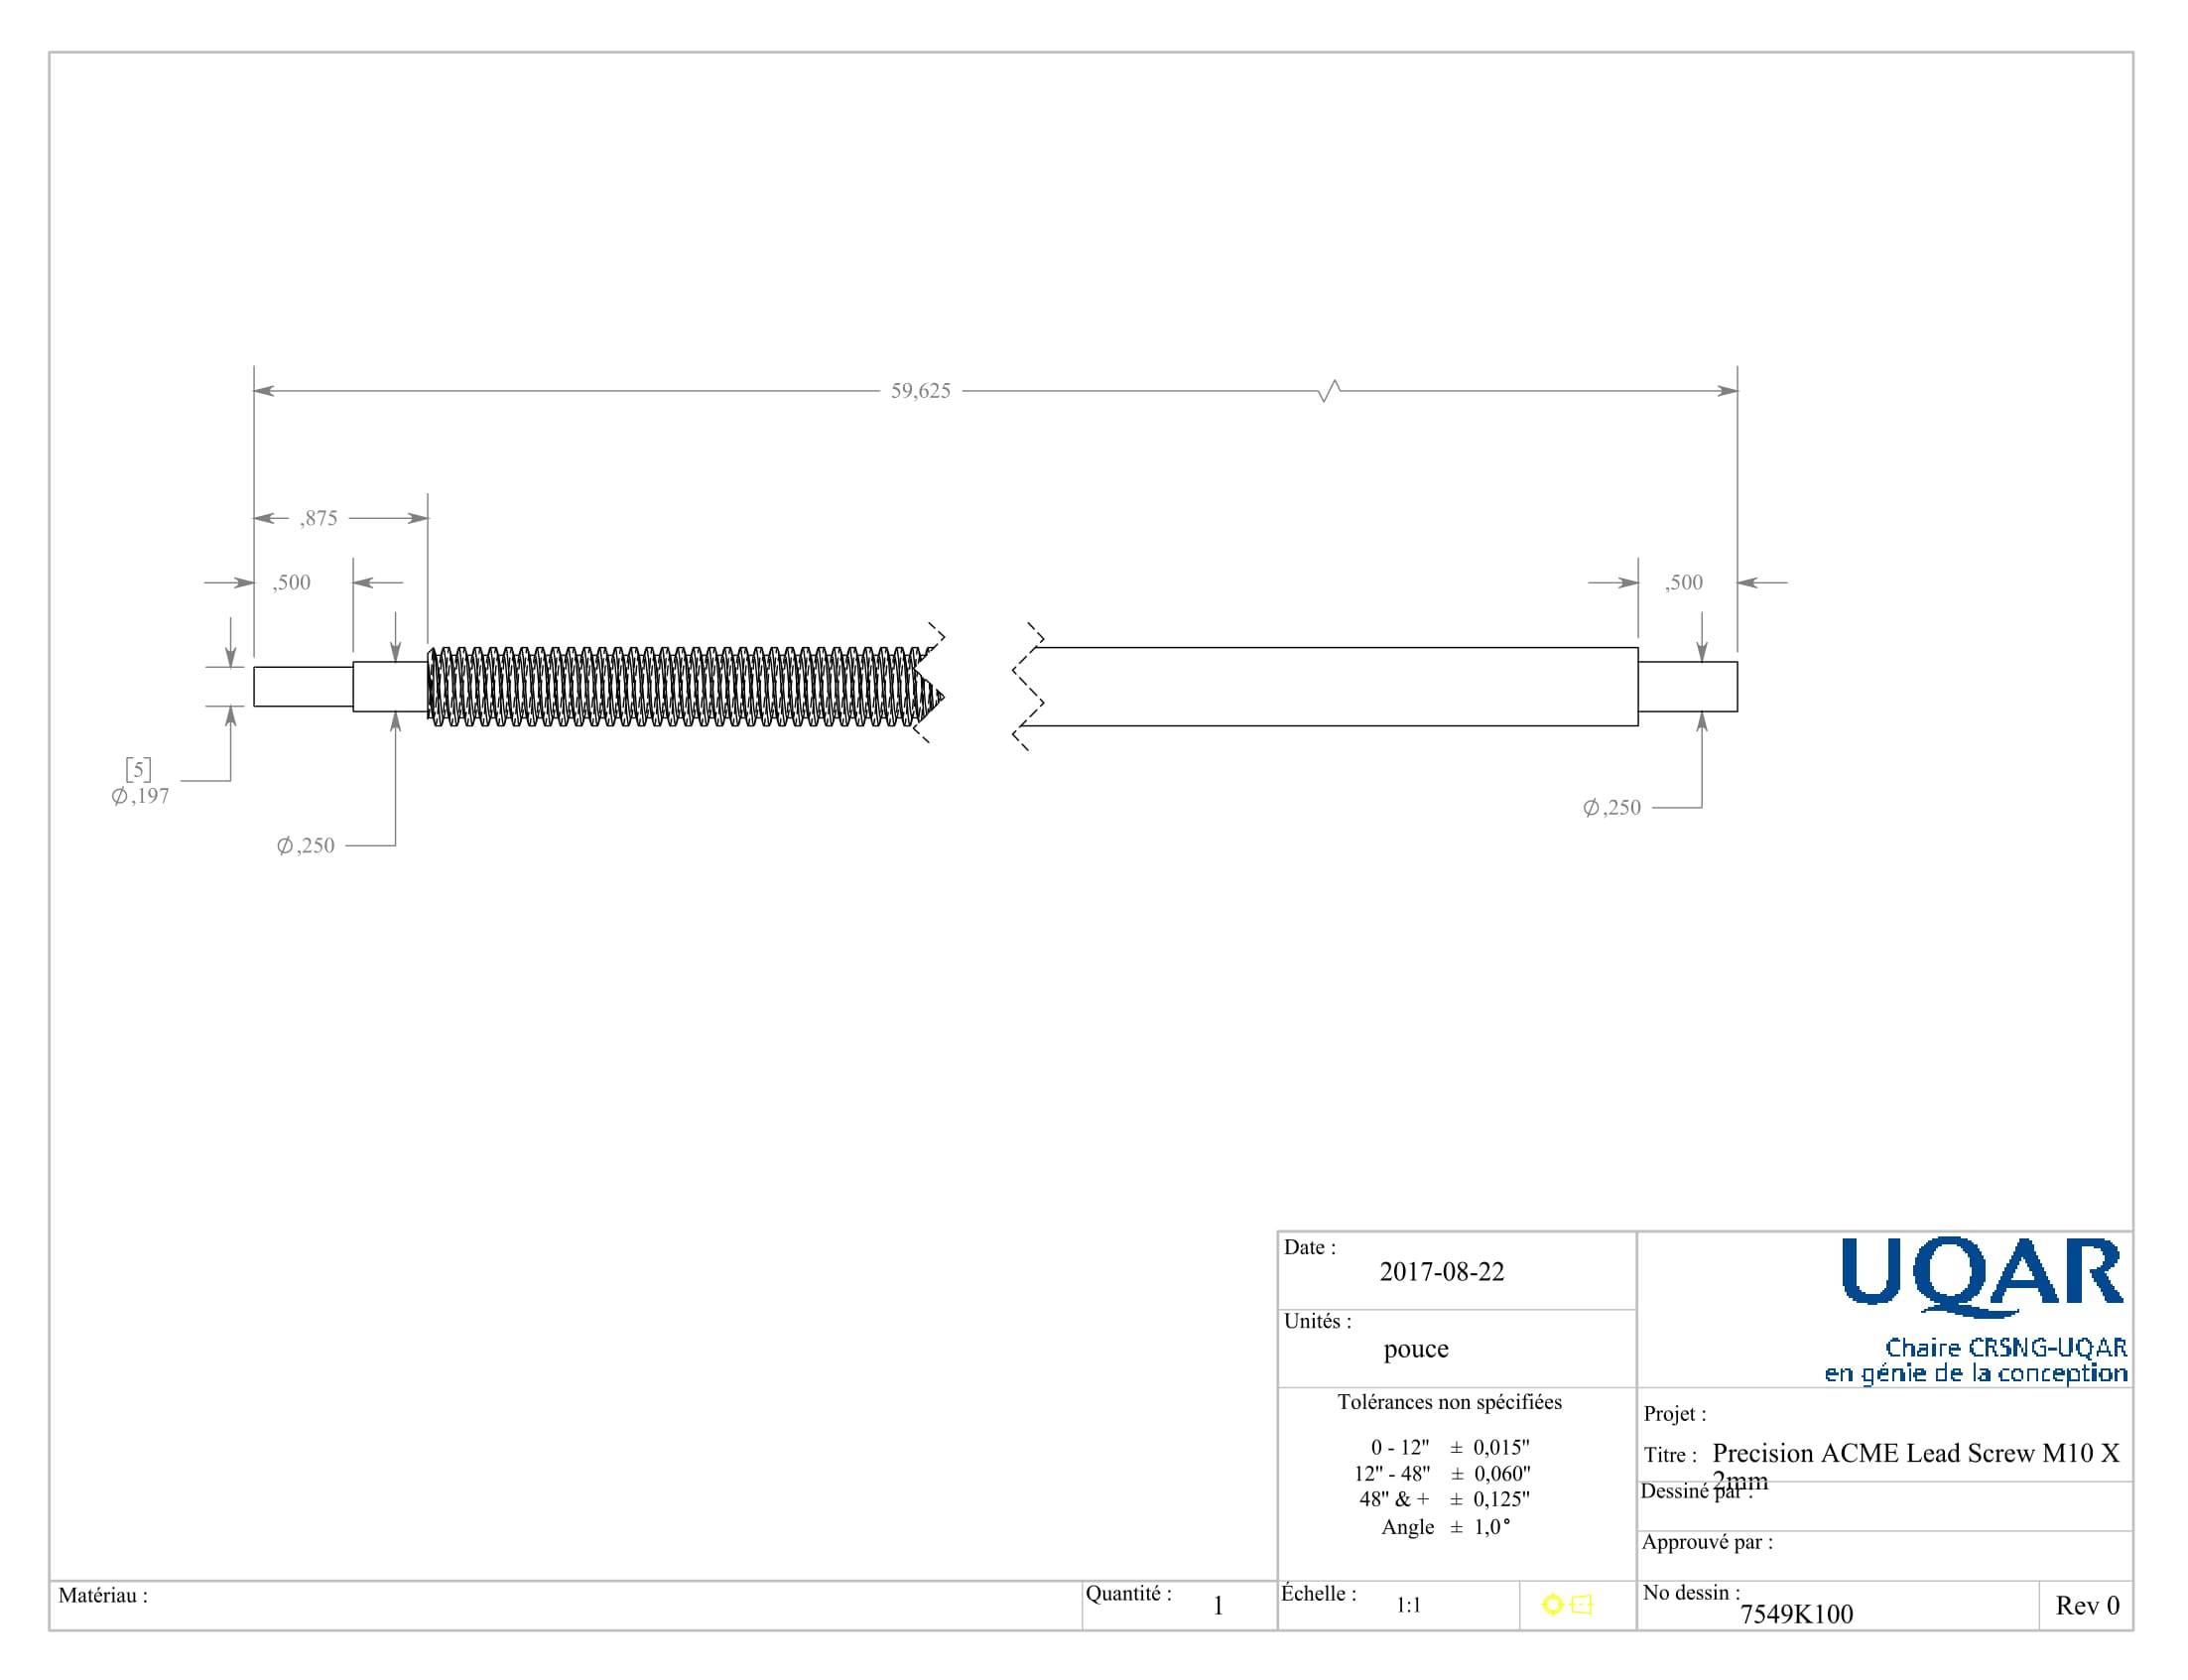 59,625
,875
,500
,500
[5]
⌀,197
⌀,250
⌀,250
Date :
2017-08-22
Unités :
pouce
Tolérances non spécifiées
0 - 12" ± 0,015"
12" - 48" ± 0,060"
48" & + ± 0,125"
Angle ± 1,0°
UQAR
Chaire CRSNG-UQAR
en génie de la conception
Projet :
Titre : Precision ACME Lead Screw M10 X
2mm
Dessiné par :
Approuvé par :
Matériau :
Quantité : 1
Échelle : 1:1
No dessin :
7549K100
Rev 0